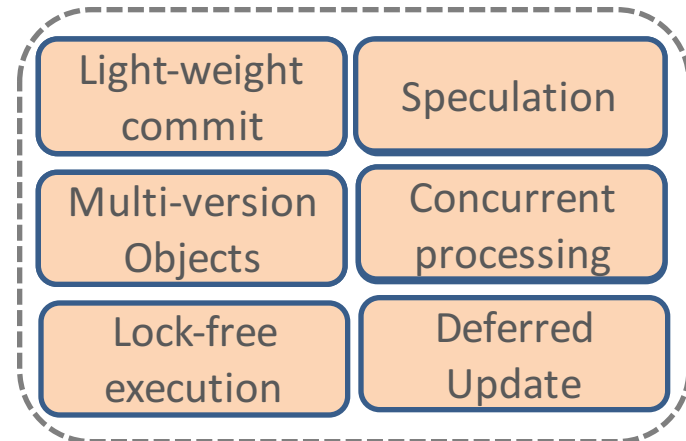 Light-weight
commit
Speculation
Multi-version
Objects
Concurrent
processing
Lock-free
execution
Deferred
Update